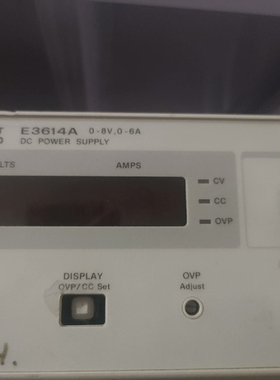 E3614A 0-8V, 0-6A
DC POWER SUPPLY
AMPS
CV
CC
OVP
DISPLAY
OVP/CC Set
OVP
Adjust